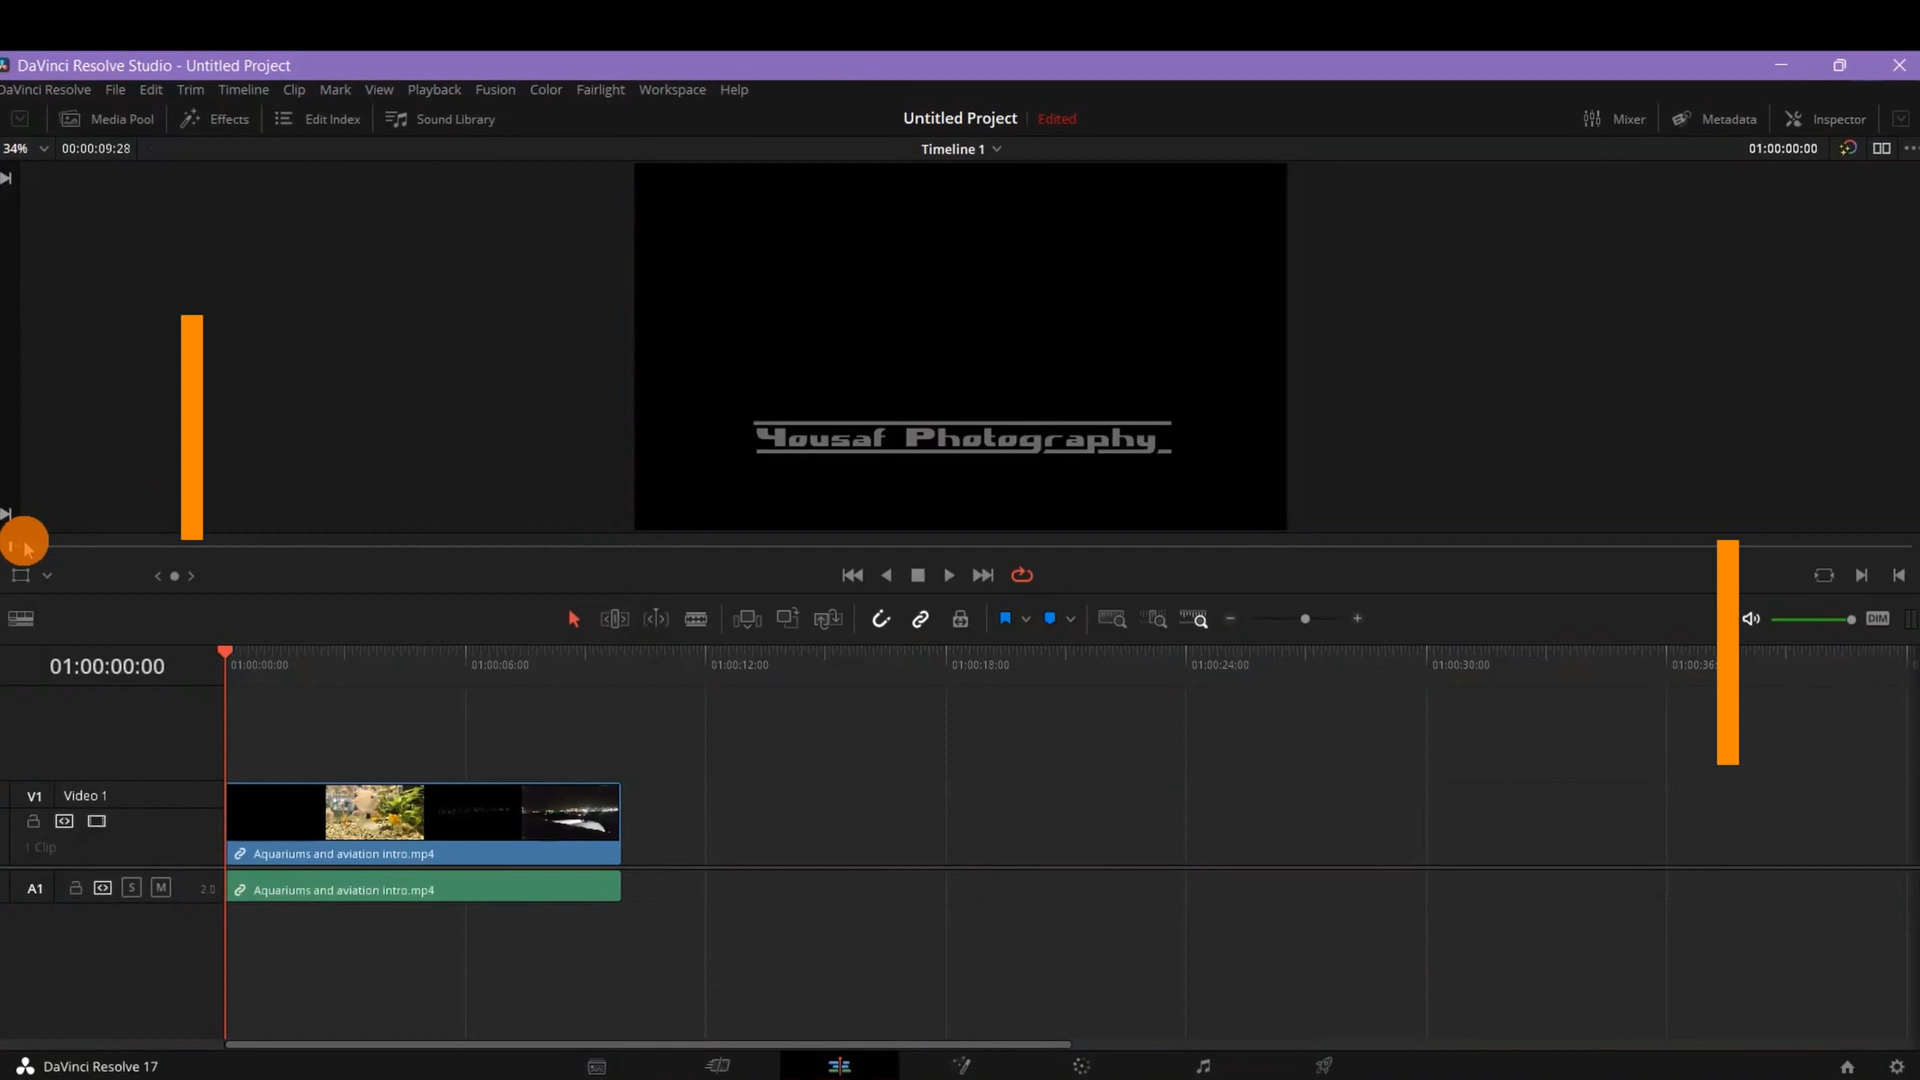 DaVinci Resolve Studio - Untitled Project
DaVinci Resolve File Edit Trim Timeline Clip Mark View Playback Fusion Color Fairlight Workspace Help
Media Pool Effects Edit Index Sound Library Untitled Project Edited Mixer Metadata Inspector
34% 00:00:09:28 Timeline 1 01:00:00:00
Yousaf Photography_
DIM
01:00:00:00 01:00:00:00 01:00:06:00 01:00:12:00 01:00:18:00 01:00:24:00 01:00:30:00 01:00:36:
V1 Video 1
1 Clip
Aquariums and aviation intro.mp4
A1 S M 2.0 Aquariums and aviation intro.mp4
DaVinci Resolve 17